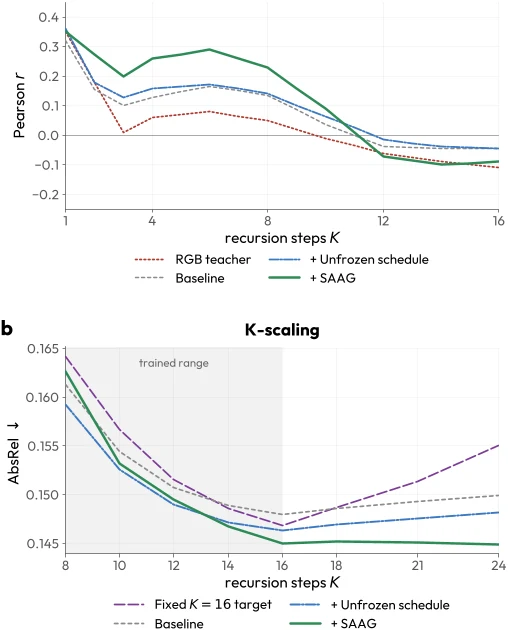 0.4
0.3
0.2
0.1
0.0
−0.1
−0.2
Pearson r
1 4 8 12 16
recursion steps K
RGB teacher + Unfrozen schedule
Baseline + SAAG
b K-scaling
trained range
0.165
0.160
0.155
0.150
0.145
AbsRel ↓
8 10 12 14 16 18 21 24
recursion steps K
Fixed K = 16 target + Unfrozen schedule
Baseline + SAAG